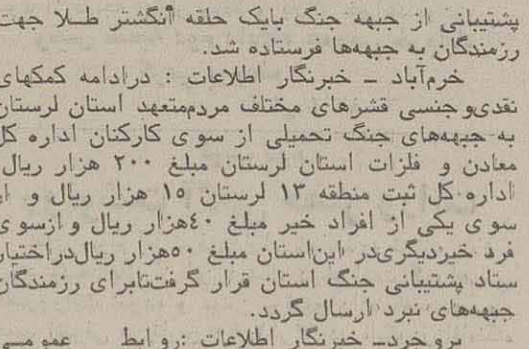 پشتیبانی از جبهه جنگ بایک حلقه انگشتر طلا جهت
رزمندگان به جبهه‌ها فرستاده شد.
خرم‌آباد ـ خبرنگار اطلاعات : درادامه کمکهای
نقدی‌و جنسی قشرهای مختلف مردم‌متعهد استان لرستان
به جبهه‌های جنگ تحمیلی از سوی کارکنان اداره کل
معادن و فلزات استان لرستان مبلغ ۲۰۰ هزار ریال
اداره کل ثبت منطقه ۱۳ لرستان ۱۵ هزار ریال و از
سوی یکی از افراد خیر مبلغ ۴۰هزار ریال و ازسوی
فرد خیردیگری‌در این‌استان مبلغ ۵۰هزار ریال‌دراختیار
ستاد پشتیبانی جنگ استان قرار گرفت‌تابرای رزمندگان
جبهه‌های نبرد ارسال گردد.
بروجردـ خبرنگار اطلاعات :روابط عمومی